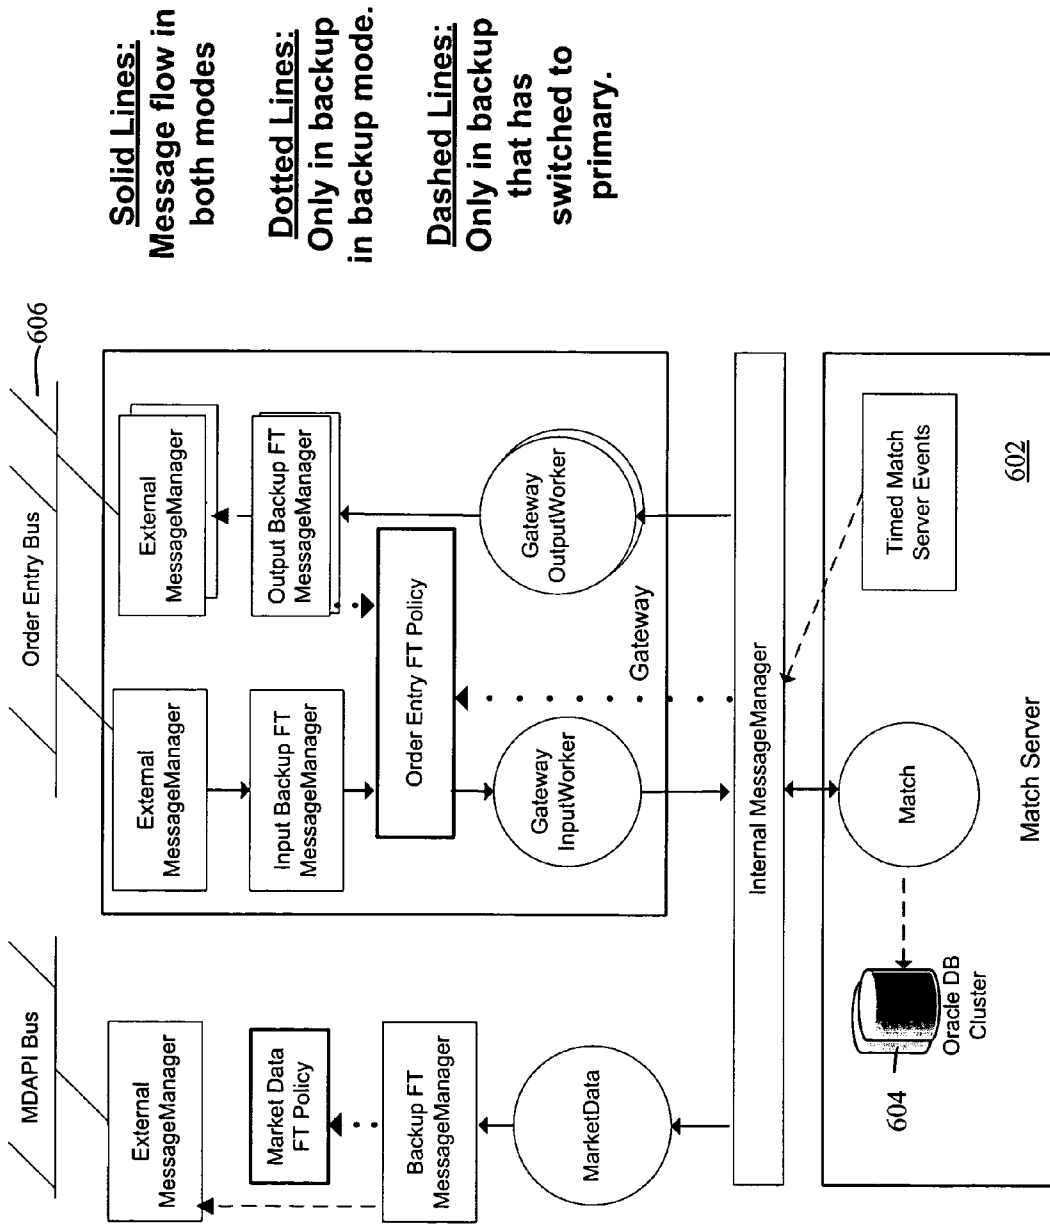 Solid Lines:
Message flow in
both modes
Dotted Lines:
Only in backup
in backup mode.
Dashed Lines:
Only in backup
that has
switched to
primary.
MDAPI Bus
Order Entry Bus
606
External
MessageManager
External
MessageManager
External
MessageManager
Market Data
FT Policy
Input Backup FT
MessageManager
Output Backup FT
MessageManager
Backup FT
MessageManager
Order Entry FT Policy
MarketData
Gateway
InputWorker
Gateway
OutputWorker
Gateway
Internal MessageManager
604
Oracle DB
Cluster
Match
Timed Match
Server Events
Match Server
602